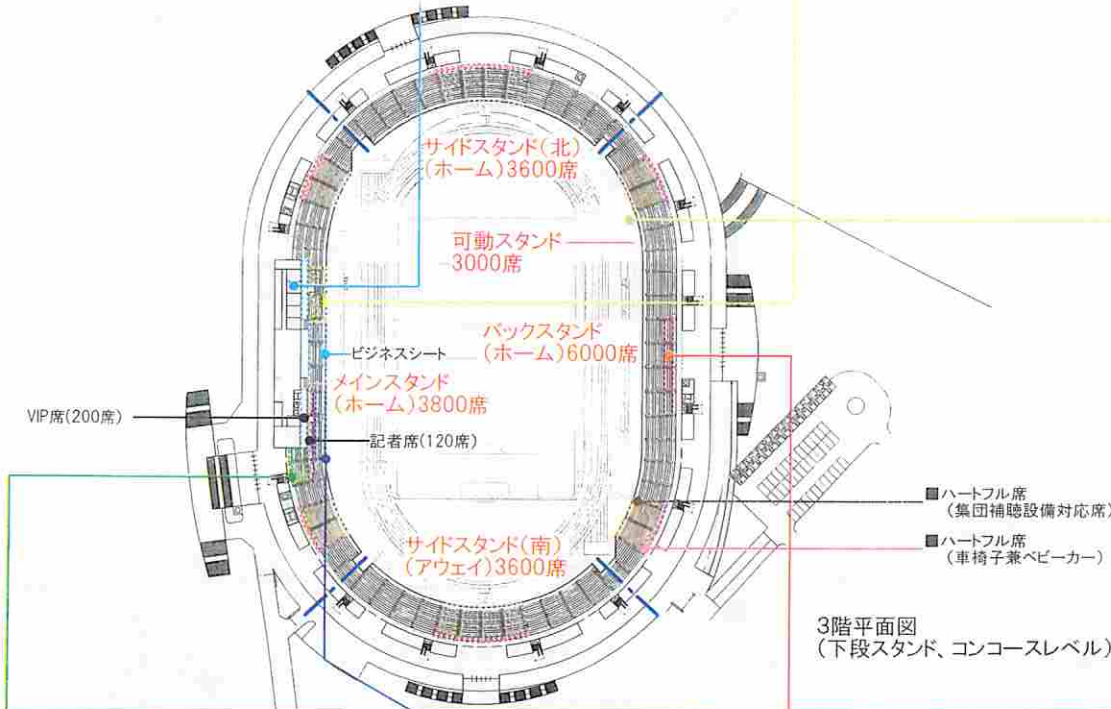 サイドスタンド(北)
(ホーム)3600席
可動スタンド
3000席
バックスタンド
(ホーム)6000席
ビジネスシート
メインスタンド
(ホーム)3800席
VIP席(200席)
記者席(120席)
■ハートフル席
(集団補聴設備対応席)
■ハートフル席
(車椅子兼ベビーカー)
サイドスタンド(南)
(アウェイ)3600席
3階平面図
(下段スタンド、コンコースレベル)